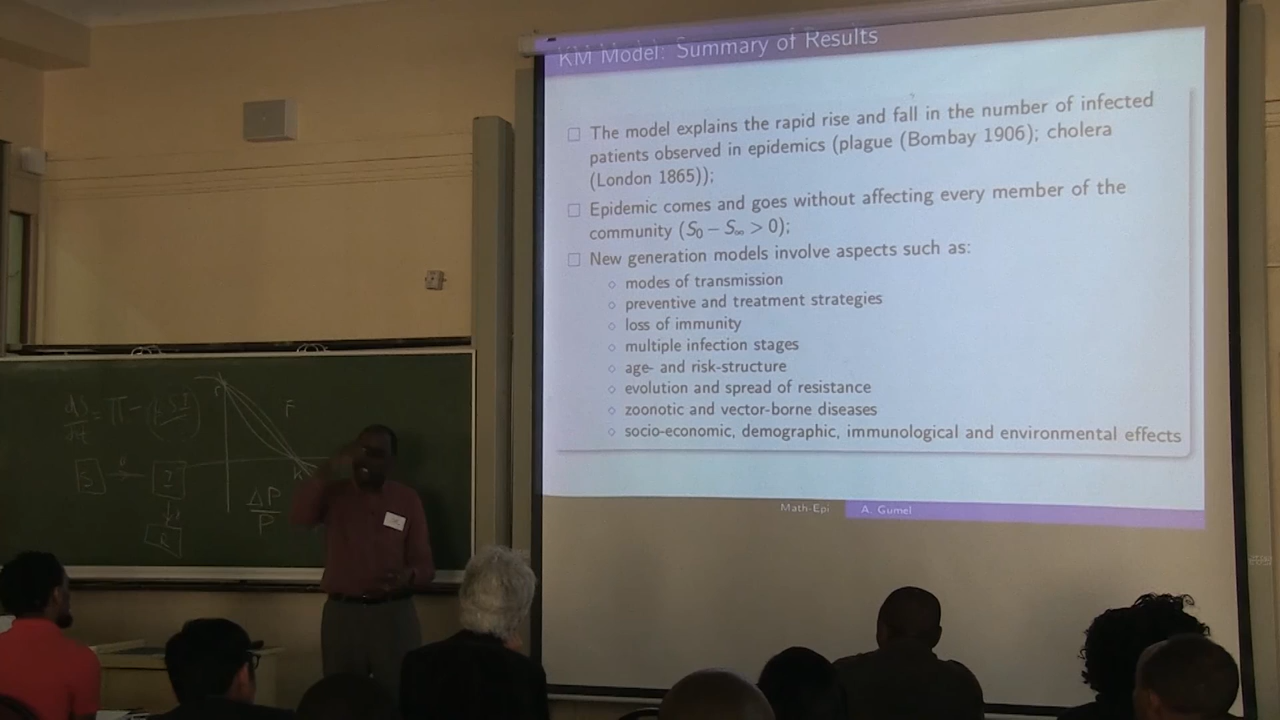 KM Model: Summary of Results
The model explains the rapid rise and fall in the number of infected
patients observed in epidemics (plague (Bombay 1906); cholera
(London 1865));
Epidemic comes and goes without affecting every member of the
community (S₀ − S∞ > 0);
New generation models involve aspects such as:
modes of transmission
preventive and treatment strategies
loss of immunity
multiple infection stages
age- and risk-structure
evolution and spread of resistance
zoonotic and vector-borne diseases
socio-economic, demographic, immunological and environmental effects
Math-Epi A. Gumel
dS/dt = Π −
F
S
K
ΔP/P